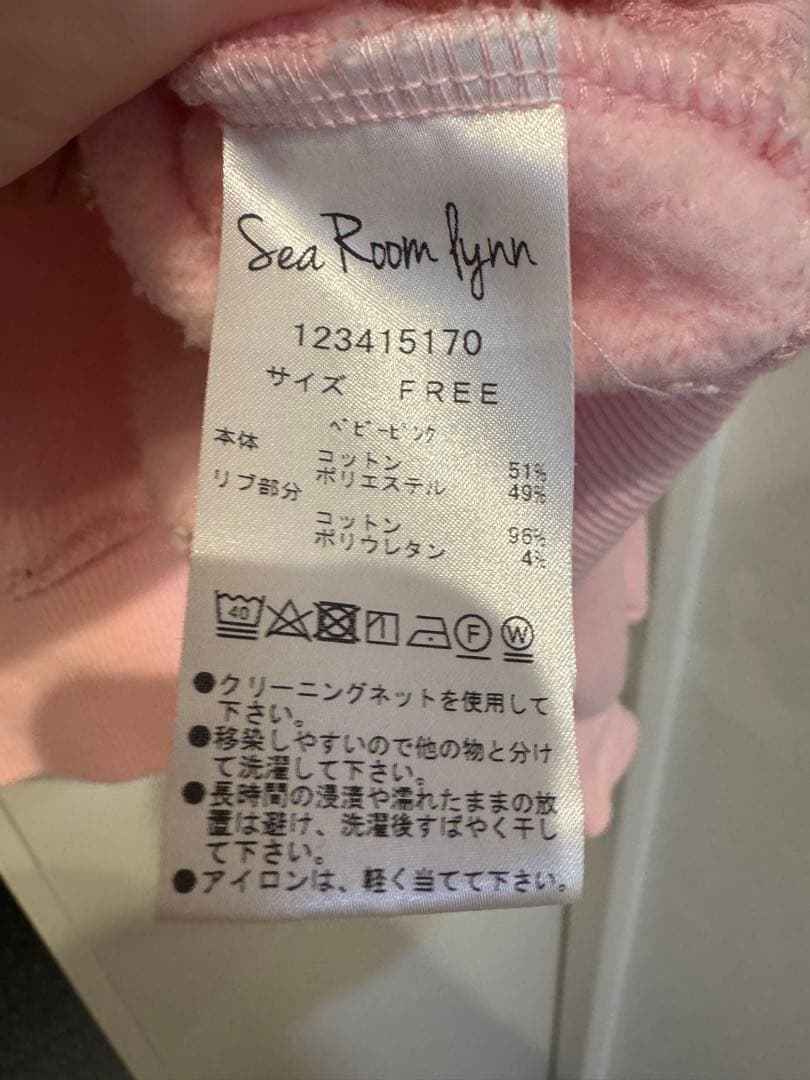 Sea Room lynn
123415170
サイズ FREE
ベビーピンク
本体 コットン 51%
ポリエステル 49%
リブ部分
コットン 96%
ポリウレタン 4%
40 F W
●クリーニングネットを使用して
下さい。
●移染しやすいので他の物と分け
て洗濯して下さい。
●長時間の浸漬や濡れたままの放
置は避け、洗濯後すばやく干し
て下さい。
●アイロンは、軽く当てて下さい。